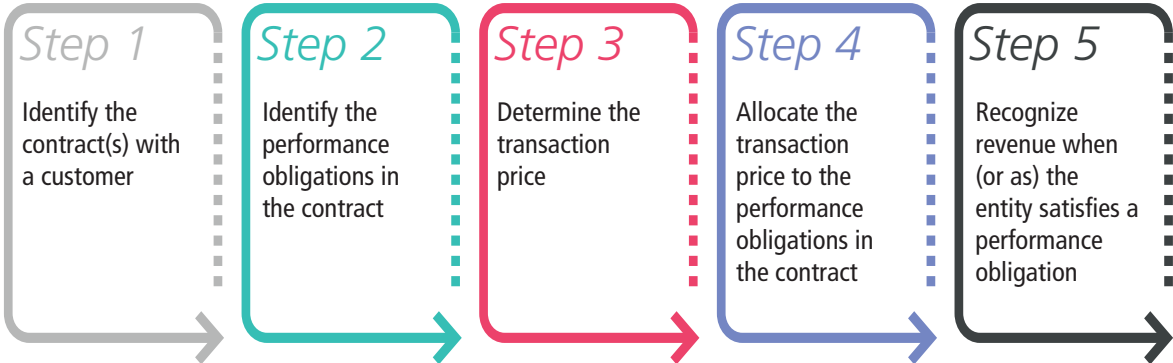 Step 1
Identify the
contract(s) with
a customer
Step 2
Identify the
performance
obligations in
the contract
Step 3
Determine the
transaction
price
Step 4
Allocate the
transaction
price to the
performance
obligations in
the contract
Step 5
Recognize
revenue when
(or as) the
entity satisfies a
performance
obligation